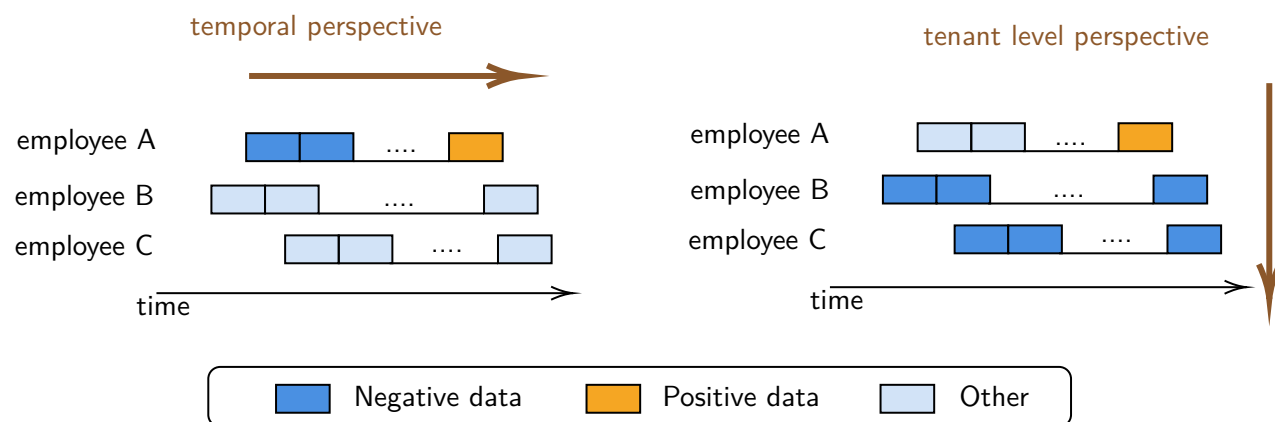 temporal perspective
employee A
....
employee B
....
employee C
....
time
tenant level perspective
employee A
....
employee B
....
employee C
....
time
Negative data
Positive data
Other